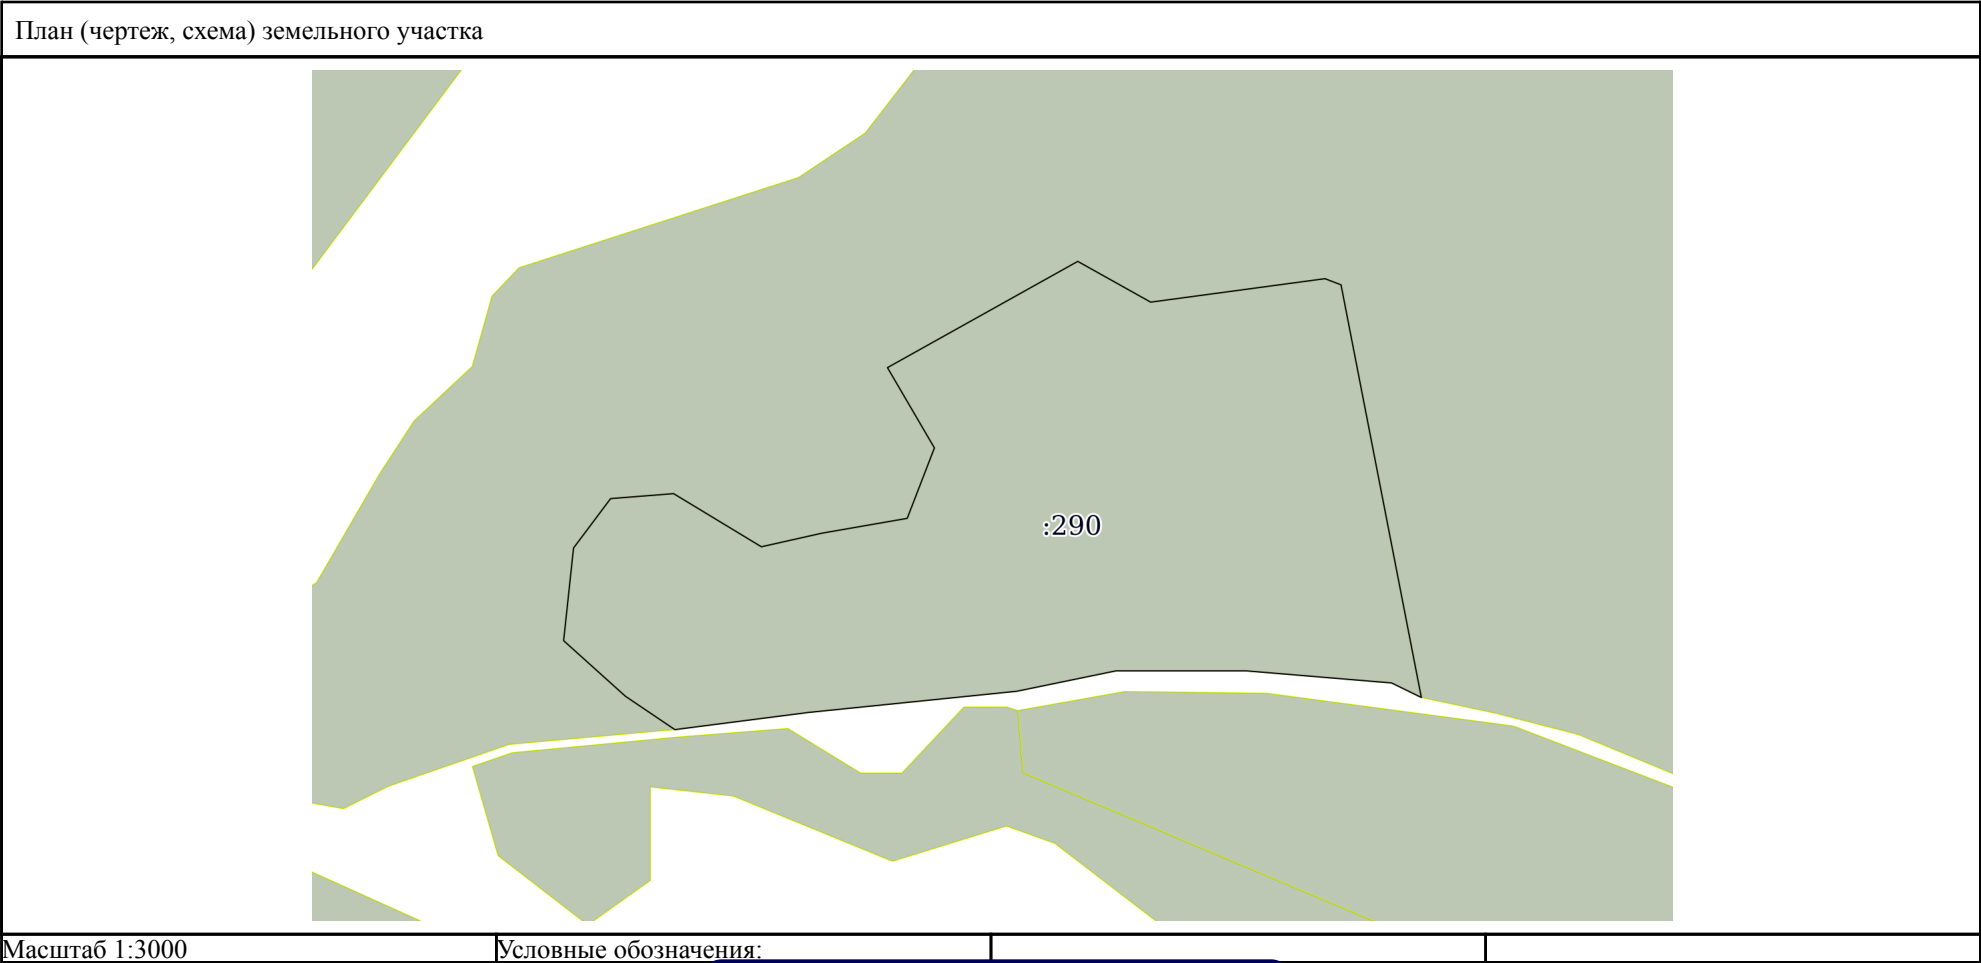 План (чертеж, схема) земельного участка
:290
Масштаб 1:3000
Условные обозначения: